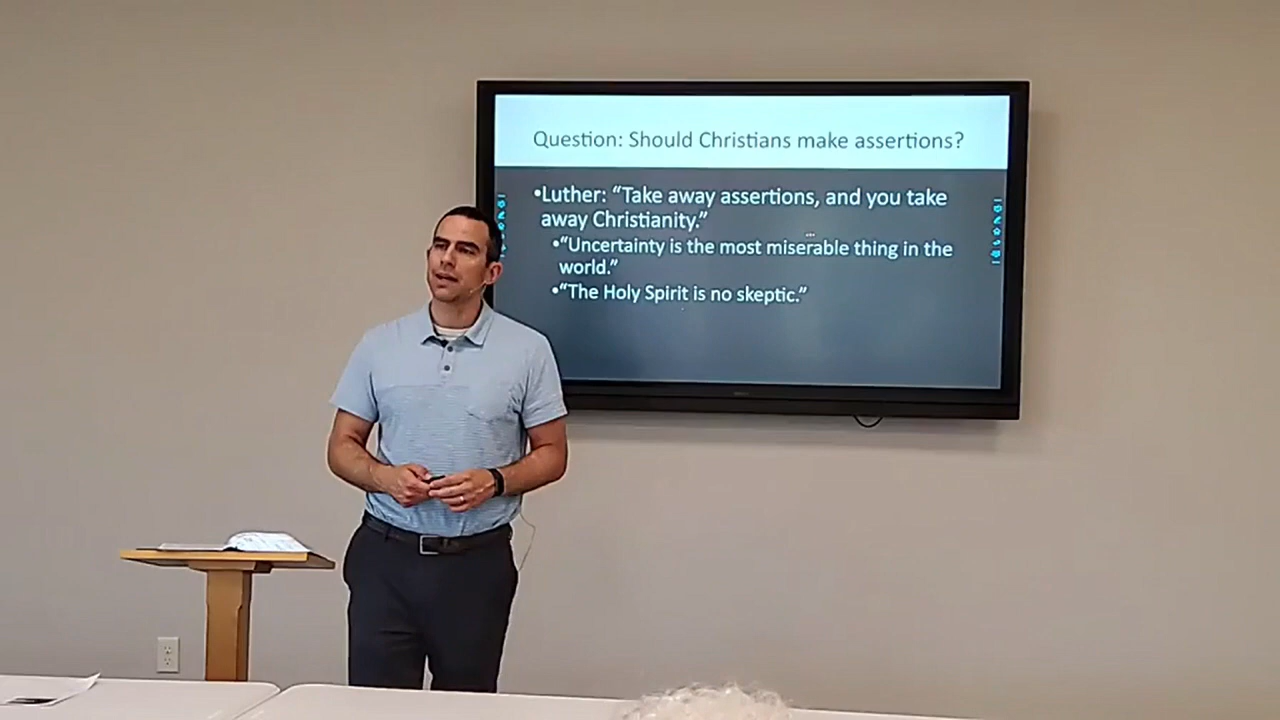 Question: Should Christians make assertions?
•Luther: “Take away assertions, and you take
away Christianity.”
•“Uncertainty is the most miserable thing in the
world.”
•“The Holy Spirit is no skeptic.”